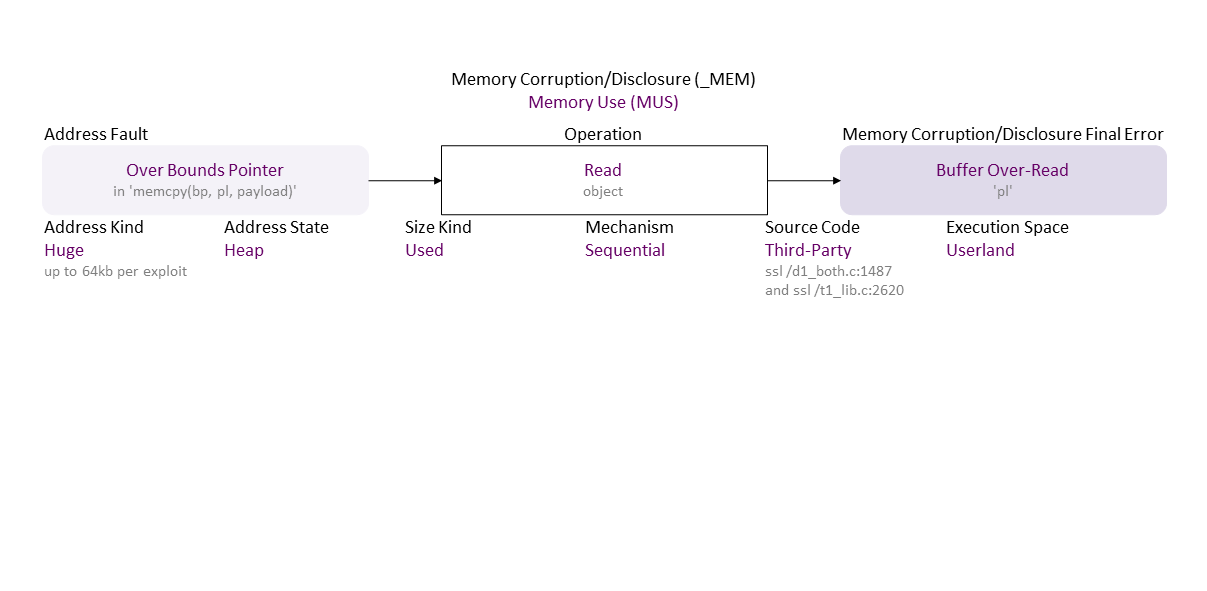 Memory Corruption/Disclosure (_MEM)
Memory Use (MUS)
Address Fault
Operation
Memory Corruption/Disclosure Final Error
Over Bounds Pointer
in 'memcpy(bp, pl, payload)'
Read
object
Buffer Over-Read
'pl'
Address Kind
Huge
up to 64kb per exploit
Address State
Heap
Size Kind
Used
Mechanism
Sequential
Source Code
Third-Party
ssl/d1_both.c:1487
and ssl/t1_lib.c:2620
Execution Space
Userland